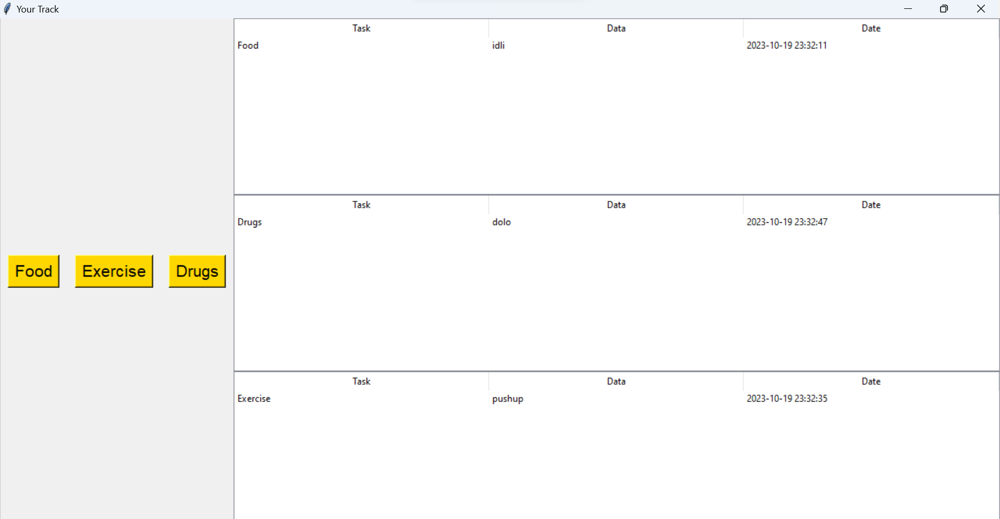 Your Track
Task Data Date
Food idli 2023-10-19 23:32:11
Task Data Date
Drugs dolo 2023-10-19 23:32:47
Food Exercise Drugs
Task Data Date
Exercise pushup 2023-10-19 23:32:35